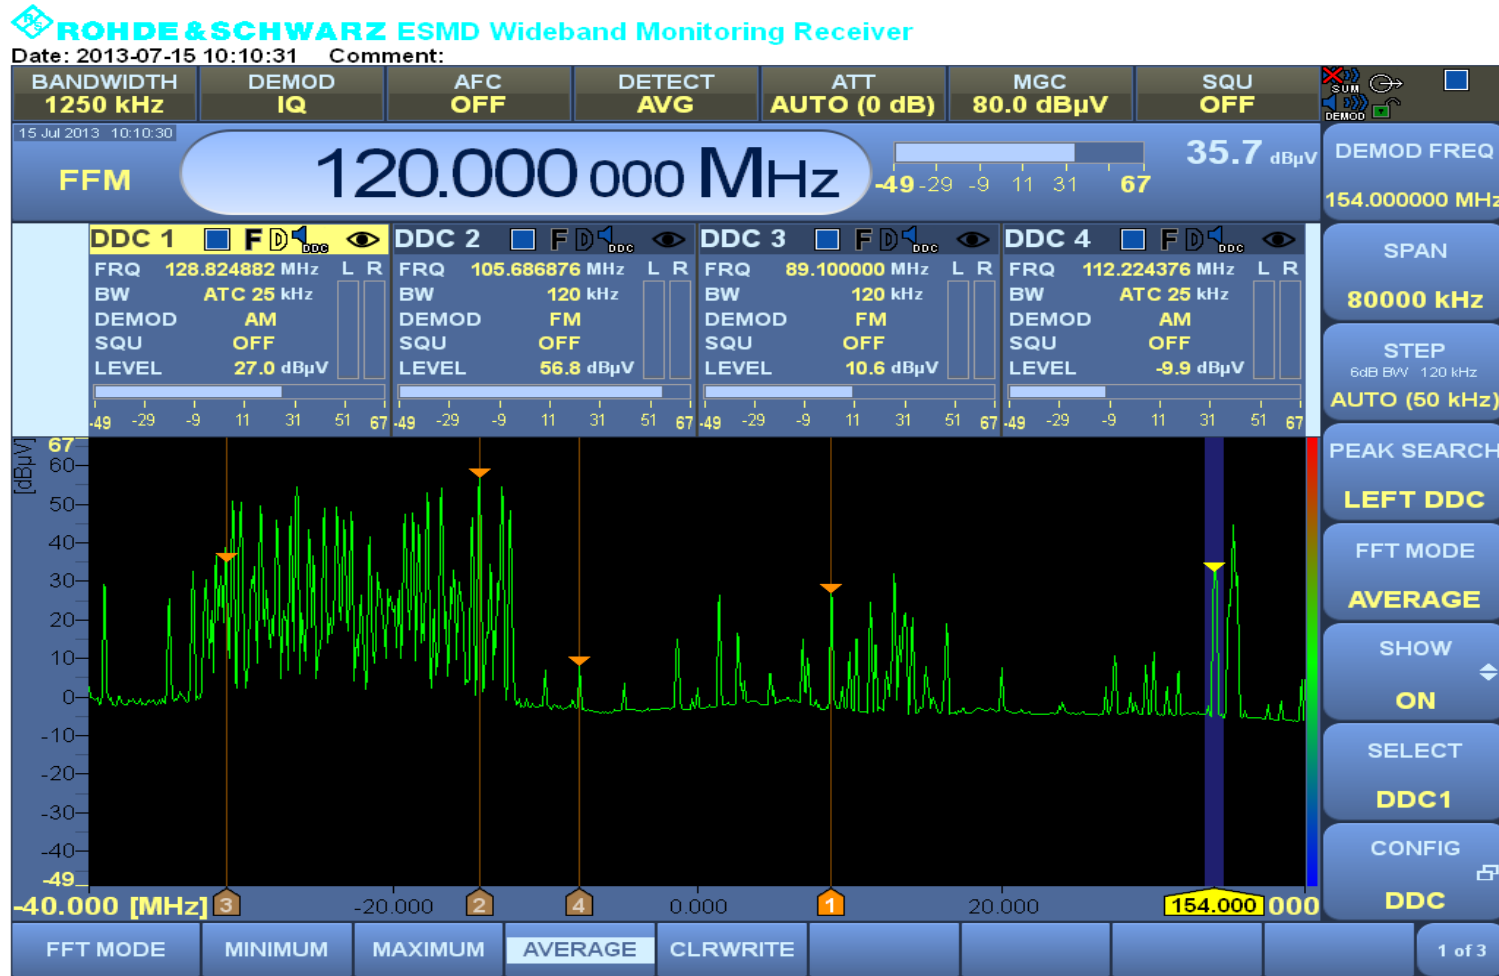 ROHDE&SCHWARZ ESMD Wideband Monitoring Receiver
Date: 2013-07-15 10:10:31 Comment:
BANDWIDTH DEMOD AFC DETECT ATT MGC SQU
1250 kHz IQ OFF AVG AUTO (0 dB) 80.0 dBµV OFF
SUM
DEMOD
15 Jul 2013 10:10:30
FFM 120.000 000 MHz
35.7 dBµV
-49 -29 -9 11 31 67
DEMOD FREQ
154.000000 MHz
DDC 1 F D DDC DDC 2 F D DDC DDC 3 F D DDC DDC 4 F D DDC
FRQ 128.824882 MHz L R FRQ 105.686876 MHz L R FRQ 89.100000 MHz L R FRQ 112.224376 MHz L R
BW ATC 25 kHz BW 120 kHz BW 120 kHz BW ATC 25 kHz
DEMOD AM DEMOD FM DEMOD FM DEMOD AM
SQU OFF SQU OFF SQU OFF SQU OFF
LEVEL 27.0 dBµV LEVEL 56.8 dBµV LEVEL 10.6 dBµV LEVEL -9.9 dBµV
-49 -29 -9 11 31 51 67 -49 -29 -9 11 31 51 67 -49 -29 -9 11 31 51 67 -49 -29 -9 11 31 51 67
SPAN
80000 kHz
STEP
6dB BW 120 kHz
AUTO (50 kHz)
PEAK SEARCH
LEFT DDC
FFT MODE
AVERAGE
SHOW
ON
SELECT
DDC1
CONFIG
DDC
[dBµV]
67
60
50
40
30
20
10
0
-10
-20
-30
-40
-49
-40.000 [MHz] 3 -20.000 2 4 0.000 1 20.000 154.000 000
FFT MODE MINIMUM MAXIMUM AVERAGE CLRWRITE 1 of 3